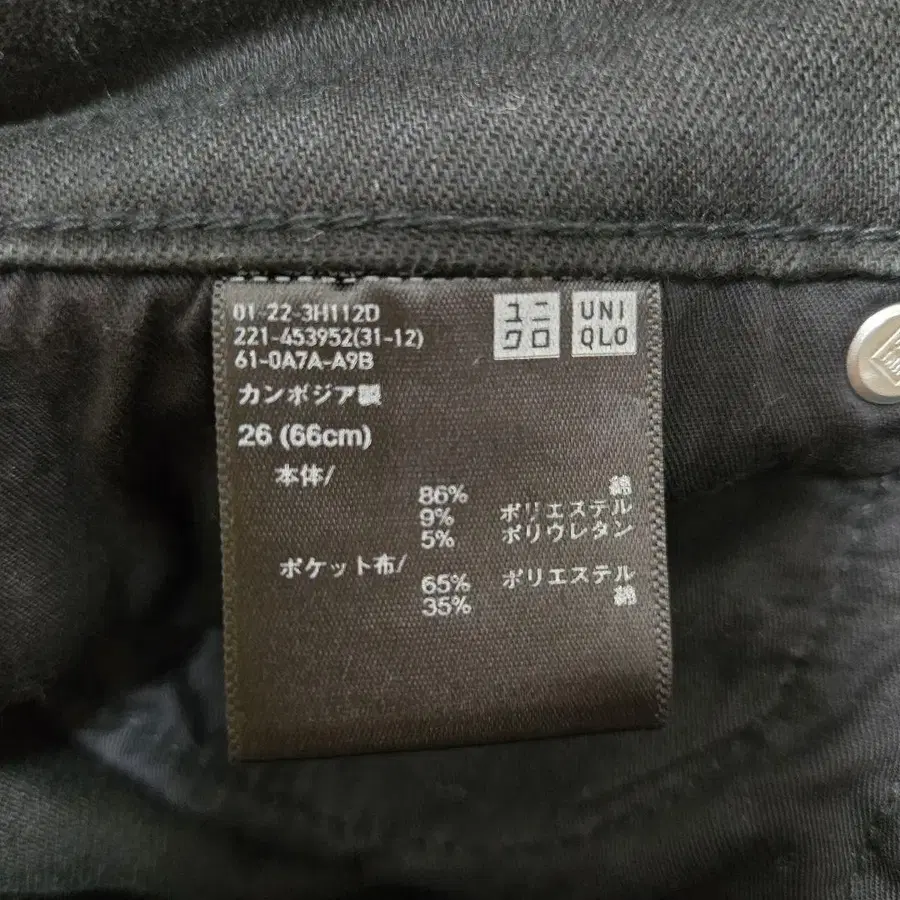 01-22-3H112D
221-453952(31-12)
61-0A7A-A9B
ユニ
クロ
UNI
QLO
カンボジア製
26 (66cm)
本体/
86% 綿
9% ポリエステル
5% ポリウレタン
ポケット布/
65% ポリエステル
35% 綿